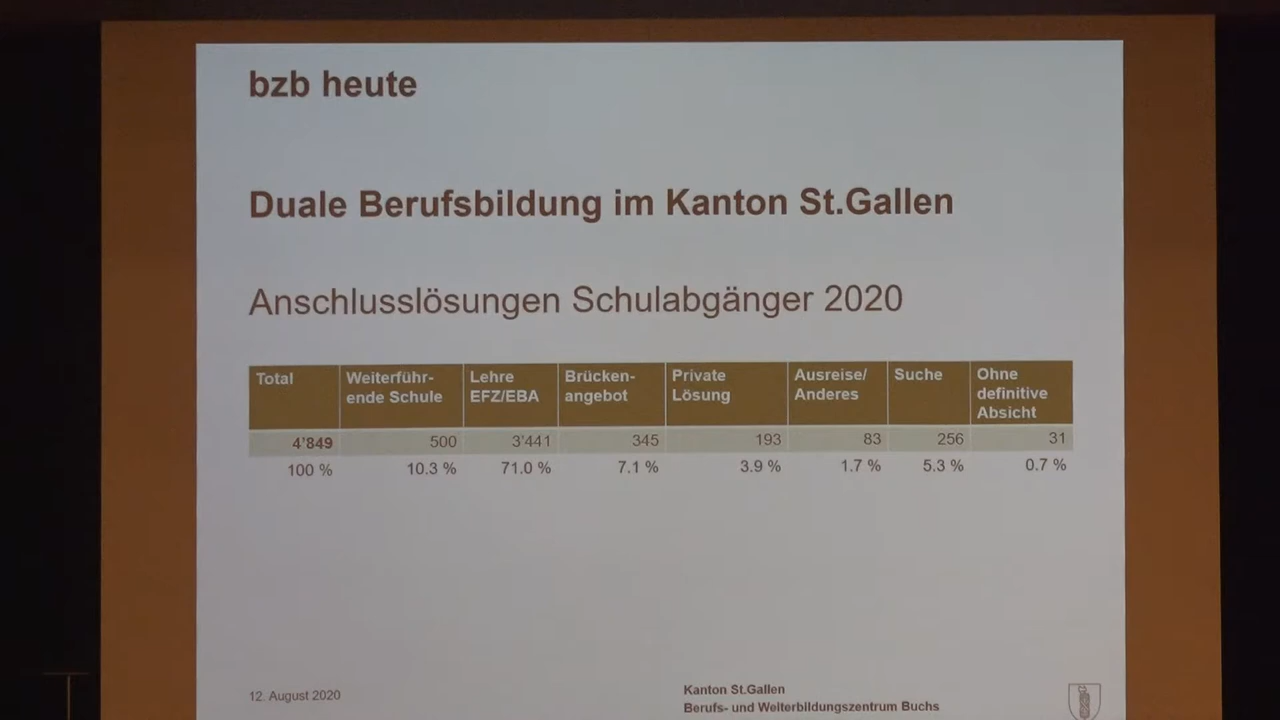 bzb heute
Duale Berufsbildung im Kanton St.Gallen
Anschlusslösungen Schulabgänger 2020
Total Weiterführ- Lehre Brücken- Private Ausreise/ Suche Ohne
ende Schule EFZ/EBA angebot Lösung Anderes definitive
Absicht
4'849 500 3'441 345 193 83 256 31
100 % 10.3 % 71.0 % 7.1 % 3.9 % 1.7 % 5.3 % 0.7 %
12. August 2020
Kanton St.Gallen
Berufs- und Weiterbildungszentrum Buchs